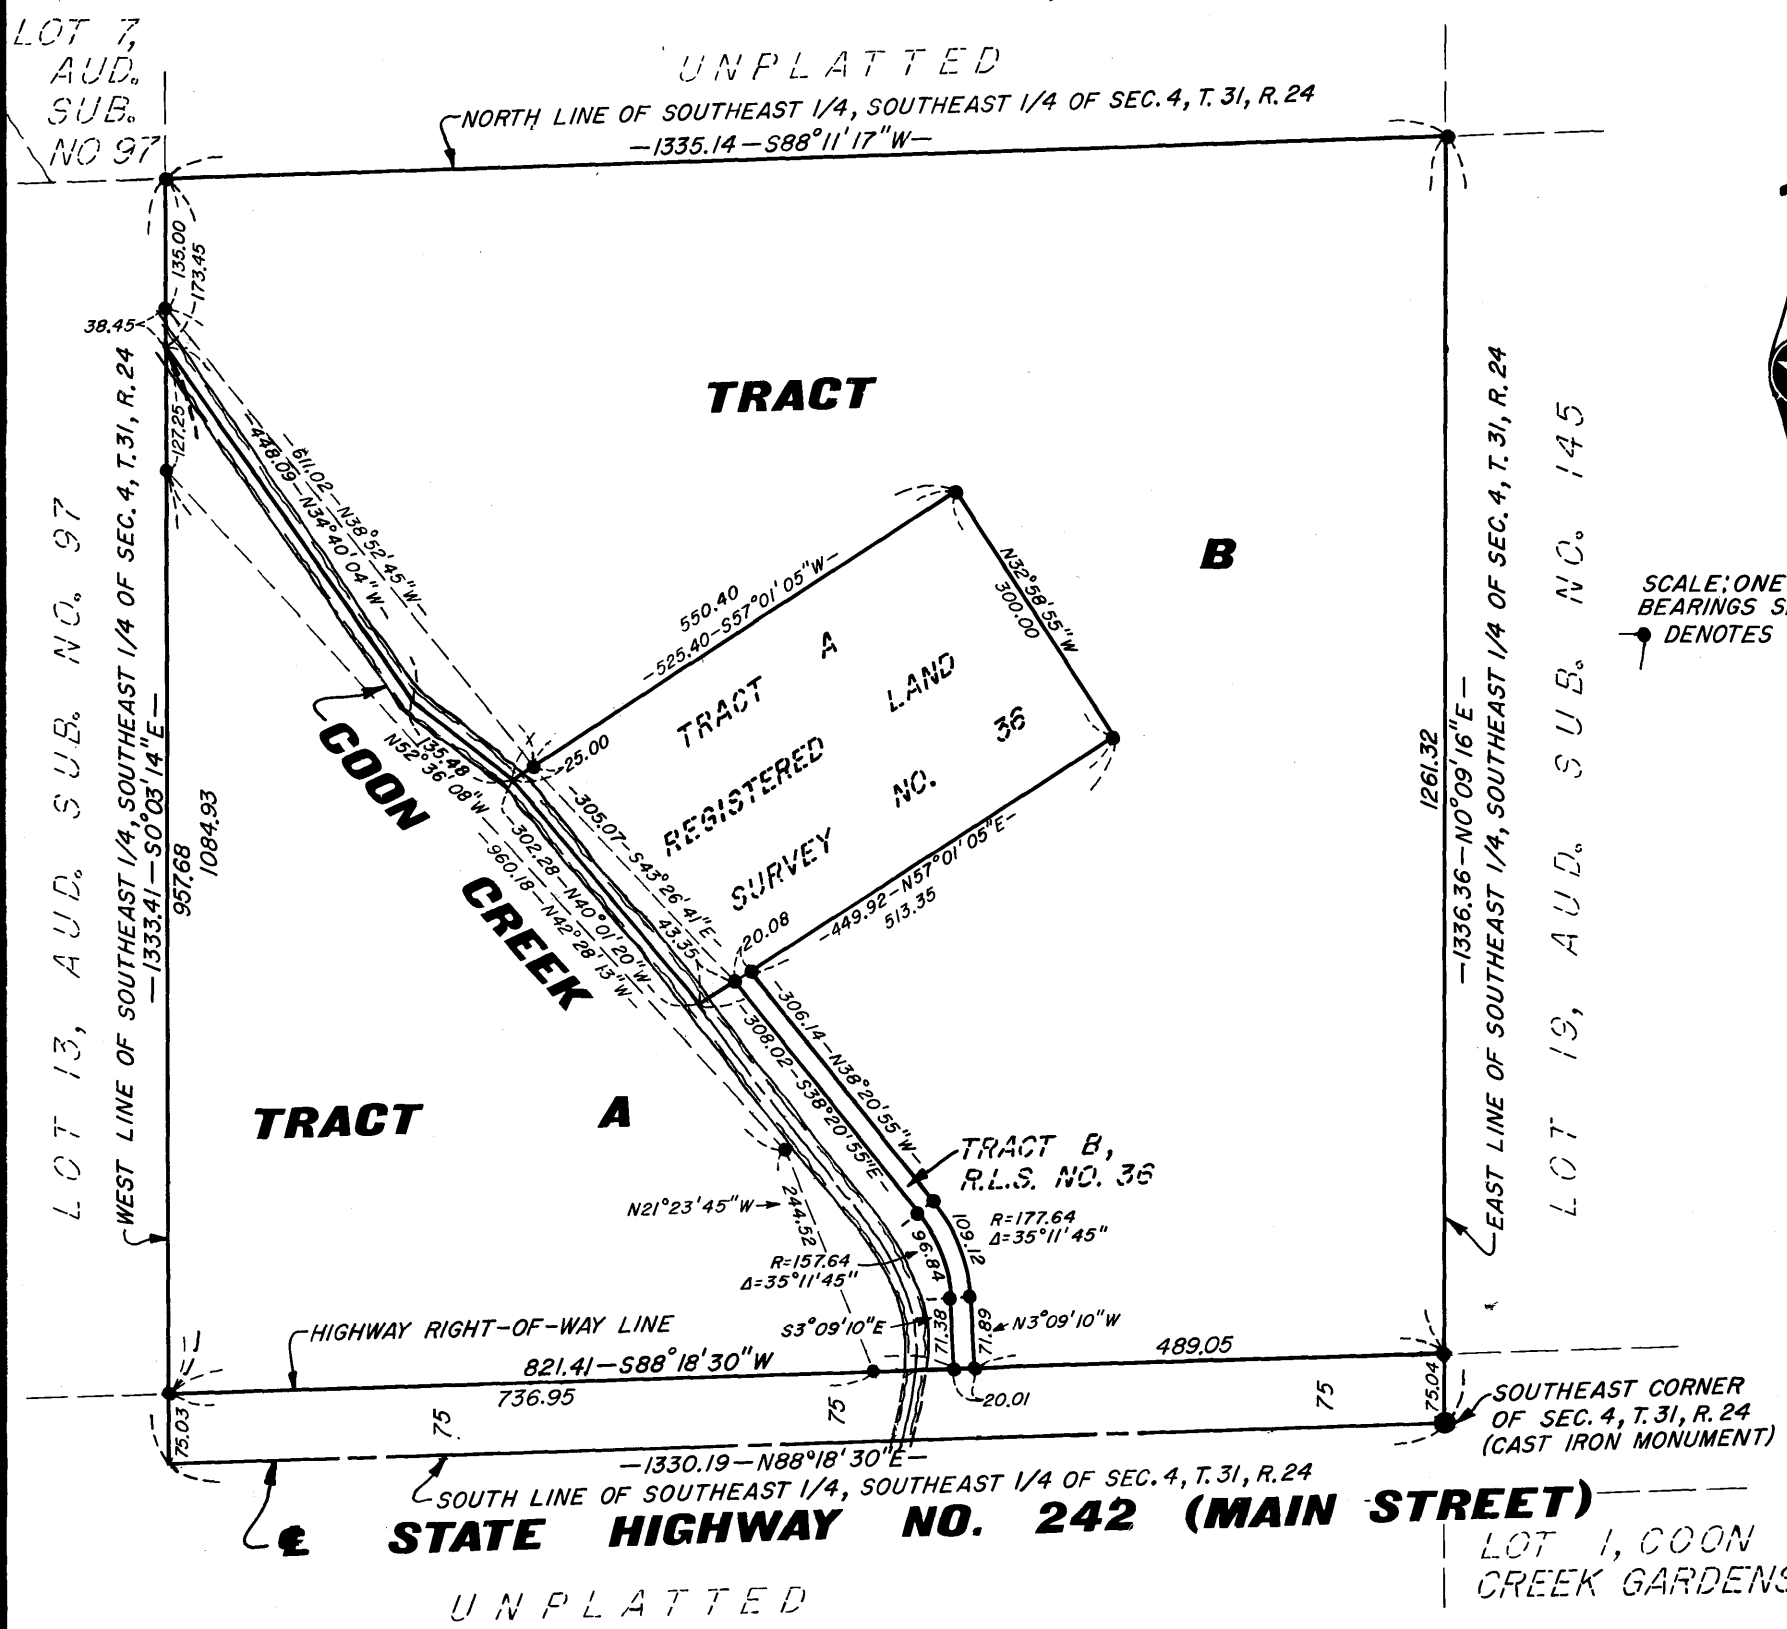 LOT 7,
AUD.
SUB.
NO 97
UNPLATTED
NORTH LINE OF SOUTHEAST 1/4, SOUTHEAST 1/4 OF SEC. 4, T. 31, R. 24
—1335.14—S88°11'17"W—
135.00
173.45
38.45
127.25
WEST LINE OF SOUTHEAST 1/4, SOUTHEAST 1/4 OF SEC. 4, T. 31, R. 24
—1333.41—S0°03'14"E—
957.68
1084.93
LOT 13, AUD. SUB. NO. 97
—611.02—N38°52'45"W—
—448.09—N34°40'04"W—
TRACT
B
550.40
—525.40—S57°01'05"W—
N32°58'55"W
300.00
TRACT A
REGISTERED LAND
SURVEY NO. 36
25.00
135.48
N52°36'08"W
COON CREEK
—305.07—S43°26'41"E—
—302.28—N40°01'20"W—
—960.18—N42°28'13"W—
43.35
20.08
—449.92—N57°01'05"E—
513.35
EAST LINE OF SOUTHEAST 1/4, SOUTHEAST 1/4 OF SEC. 4, T. 31, R. 24
1261.32
—1336.36—N0°09'16"E—
LOT 19, AUD. SUB. NO. 145
SCALE: ONE
BEARINGS
DENOTES
TRACT A
—306.14—N38°20'55"W—
—308.02—S38°20'55"E—
TRACT B,
R.L.S. NO. 36
N21°23'45"W
244.52
R=177.64
Δ=35°11'45"
109.12
96.84
R=157.64
Δ=35°11'45"
S3°09'10"E
71.38
71.89
N3°09'10"W
HIGHWAY RIGHT-OF-WAY LINE
821.41—S88°18'30"W
736.95
489.05
20.01
75.03
75
75
75
75.04
SOUTHEAST CORNER
OF SEC. 4, T. 31, R. 24
(CAST IRON MONUMENT)
—1330.19—N88°18'30"E—
SOUTH LINE OF SOUTHEAST 1/4, SOUTHEAST 1/4 OF SEC. 4, T. 31, R. 24
℄ STATE HIGHWAY NO. 242 (MAIN STREET)
UNPLATTED
LOT 1, COON
CREEK GARDENS